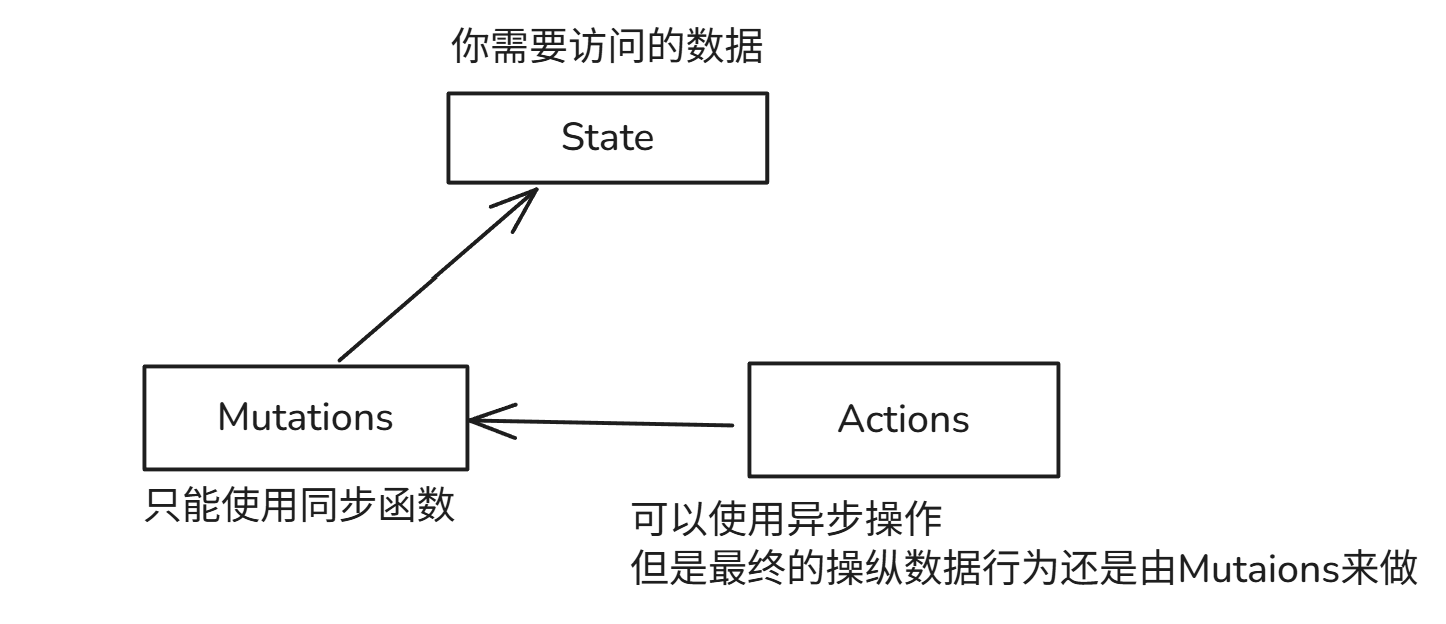 你需要访问的数据
State
Mutations
Actions
只能使用同步函数
可以使用异步操作
但是最终的操纵数据行为还是由Mutaions来做